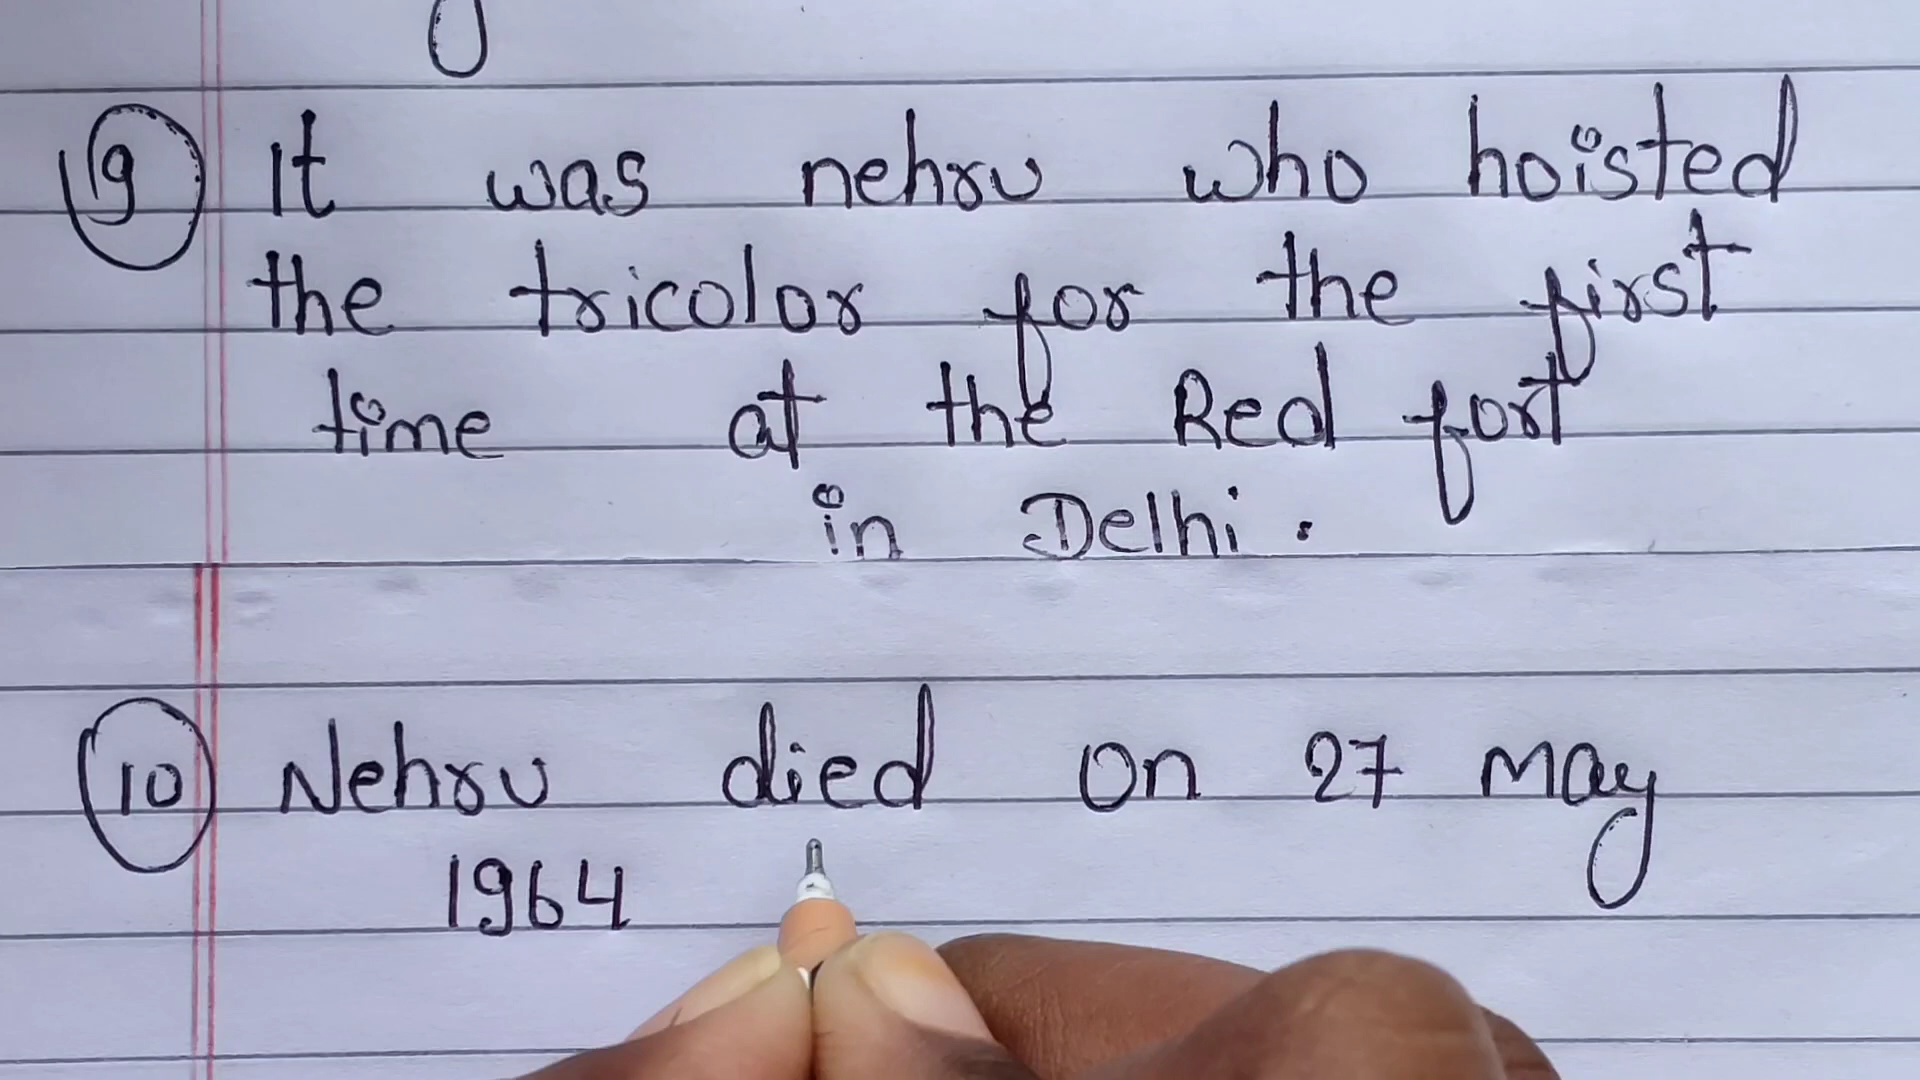 9 It was nehru who hoisted
the tricolor for the first
time at the Red fort
in Delhi.
10 Nehru died on 27 May
1964